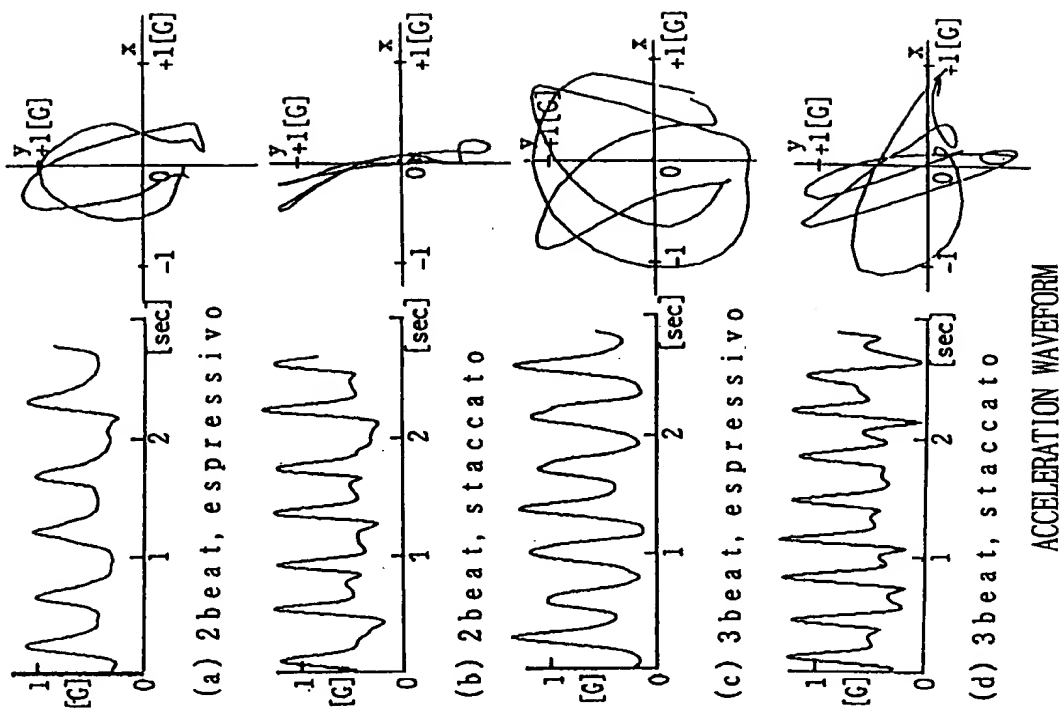 1
[G]
0
1
2
[sec]
y
+1[G]
x
+1[G]
0
-1
(a) 2beat, espressivo
1
[G]
0
1
2
[sec]
y
+1[G]
x
+1[G]
0
-1
(b) 2beat, staccato
1
[G]
0
1
2
[sec]
y
+1[G]
x
+1[G]
0
-1
(c) 3beat, espressivo
1
[G]
0
1
2
[sec]
y
+1[G]
x
+1[G]
0
-1
(d) 3beat, staccato
ACCELERATION WAVEFORM